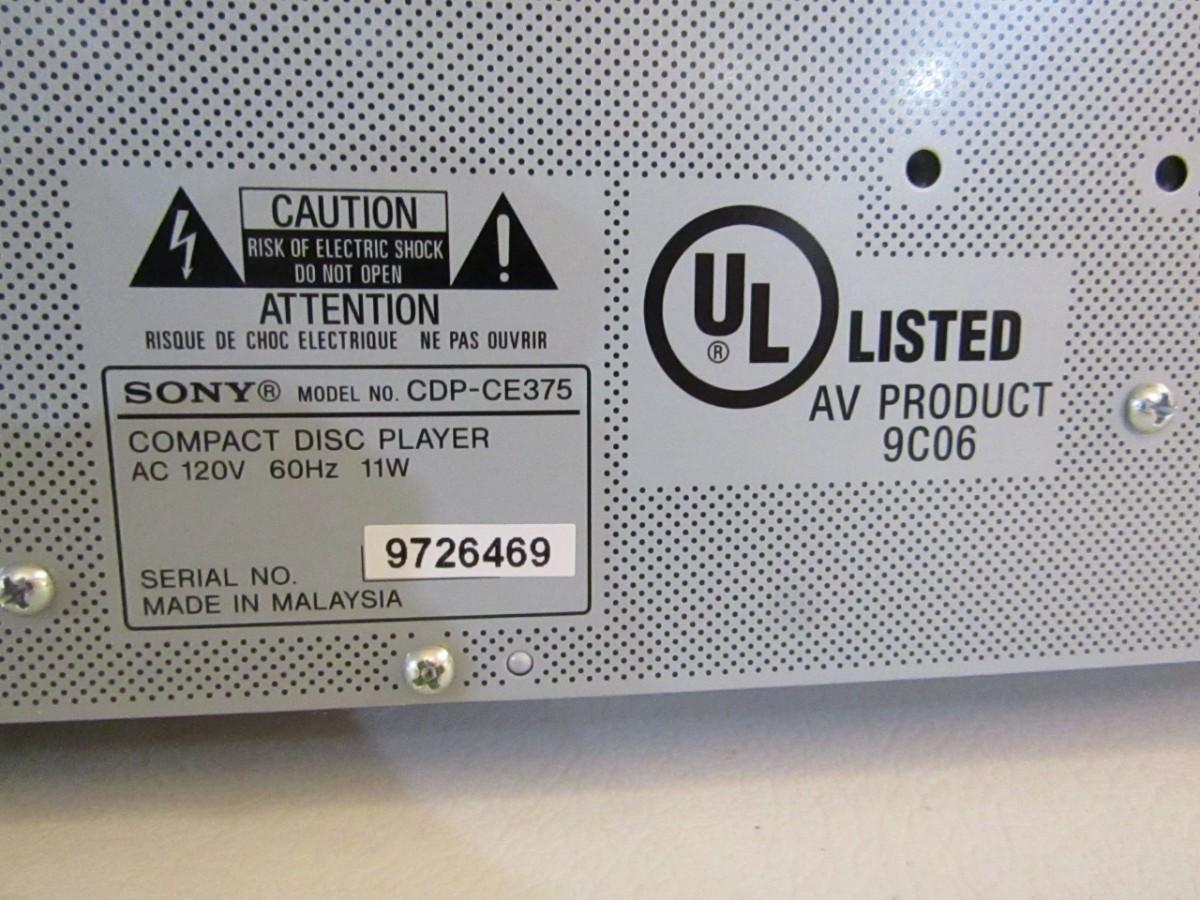 CAUTION
RISK OF ELECTRIC SHOCK
DO NOT OPEN
ATTENTION
RISQUE DE CHOC ELECTRIQUE NE PAS OUVRIR
SONY® MODEL NO. CDP-CE375
COMPACT DISC PLAYER
AC 120V 60Hz 11W
9726469
SERIAL NO.
MADE IN MALAYSIA
UL
®
LISTED
AV PRODUCT
9C06